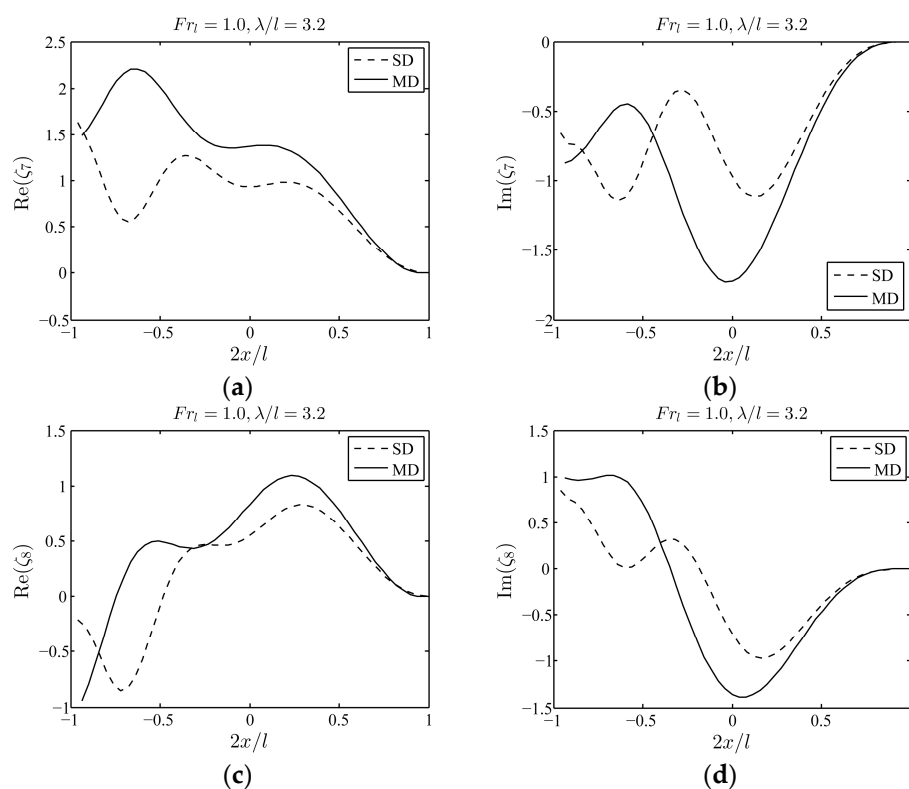 Fr_l = 1.0, λ/l = 3.2
SD
MD
Re(ζ_7)
2.5
2
1.5
1
0.5
0
−0.5
−1 −0.5 0 0.5 1
2x/l
(a)
Fr_l = 1.0, λ/l = 3.2
SD
MD
Im(ζ_7)
0
−0.5
−1
−1.5
−2
−1 −0.5 0 0.5
2x/l
(b)
Fr_l = 1.0, λ/l = 3.2
SD
MD
Re(ζ_8)
1.5
1
0.5
0
−0.5
−1
−1 −0.5 0 0.5 1
2x/l
(c)
Fr_l = 1.0, λ/l = 3.2
SD
MD
Im(ζ_8)
1.5
1
0.5
0
−0.5
−1
−1.5
−1 −0.5 0 0.5
2x/l
(d)